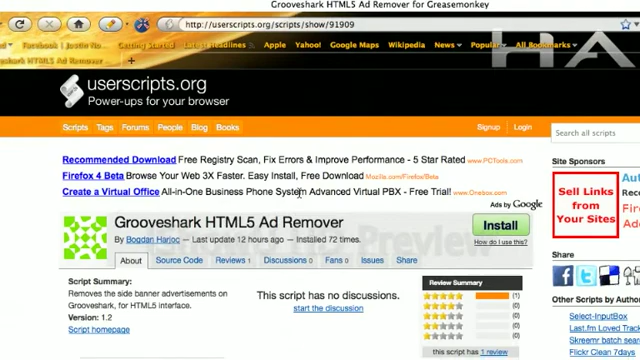 Grooveshark HTML5 Ad Remover for Greasemonkey
http://userscripts.org/scripts/show/91909
Facebook | Justin No...
Getting Started
Latest Headlines
Apple
Yahoo!
Google Maps
Wikipedia
News
Popular
All Bookmarks
HA
eshark HTML5 Ad Remover ...
userscripts.org
Power-ups for your browser
Scripts Tags Forums People Blog Books
Signup Login
Search all scripts
Recommended Download Free Registry Scan, Fix Errors & Improve Performance - 5 Star Rated www.PCTools.com
Firefox 4 Beta Browse Your Web 3X Faster. Easy Install, Free Download Mozilla.com/Firefox/Beta
Create a Virtual Office All-in-One Business Phone System Advanced Virtual PBX - Free Trial! www.Onebox.com
Ads by Google
Site Sponsors
Sell Links
from Your Sites
Share
Grooveshark HTML5 Ad Remover
By Bogdan Harjoc — Last update 12 hours ago — Installed 72 times.
Install
How do I use this?
About Source Code Reviews 1 Discussions 0 Fans 0 Issues Share
Script Summary:
Removes the side banner advertisements on
Grooveshark, for HTML5 interface.
Version: 1.2
Script homepage
This script has no discussions.
start the discussion
Review Summary
(1)
(0)
(0)
(0)
(0)
this script has 1 review
Other Scripts by Autho
Select-InputBox
Last.fm Loved Track
Skreemr batch sear
Flickr Clean 7days